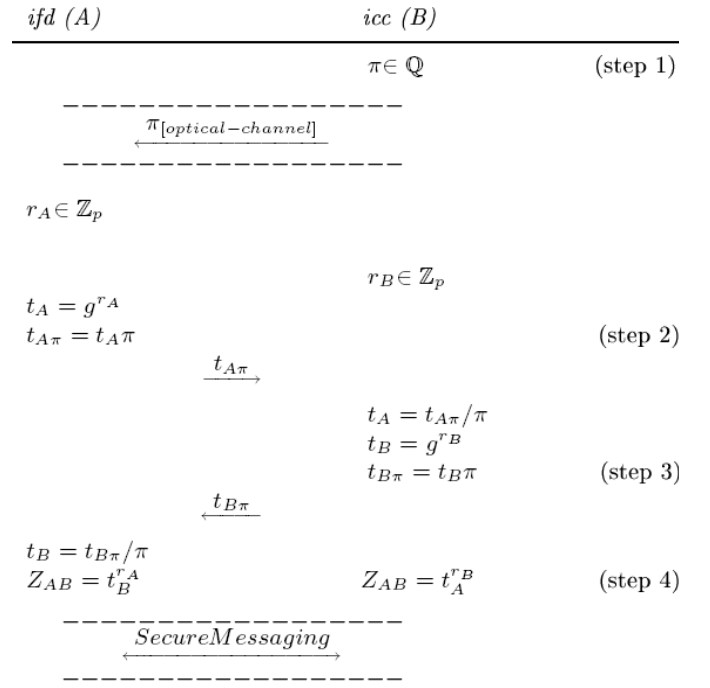 ifd (A) icc (B)
π∈ ℚ (step 1)
π[optical−channel]
r_A∈ ℤ_p
r_B∈ ℤ_p
t_A = g^{r_A}
t_{Aπ} = t_Aπ (step 2)
t_{Aπ}
t_A = t_{Aπ}/π
t_B = g^{r_B}
t_{Bπ} = t_Bπ (step 3)
t_{Bπ}
t_B = t_{Bπ}/π
Z_{AB} = t_B^{r_A} Z_{AB} = t_A^{r_B} (step 4)
SecureMessaging